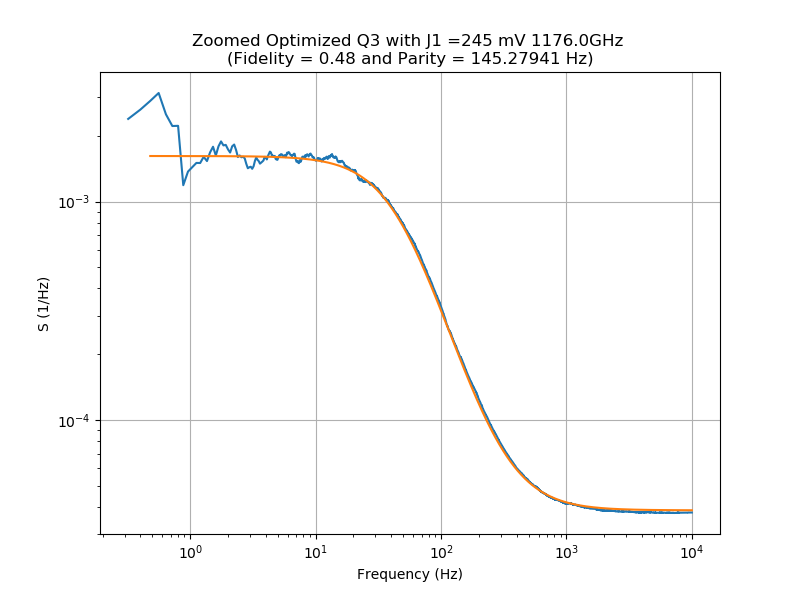 Zoomed Optimized Q3 with J1 =245 mV 1176.0GHz
(Fidelity = 0.48 and Parity = 145.27941 Hz)
S (1/Hz)
10⁻³
10⁻⁴
10⁰ 10¹ 10² 10³ 10⁴
Frequency (Hz)